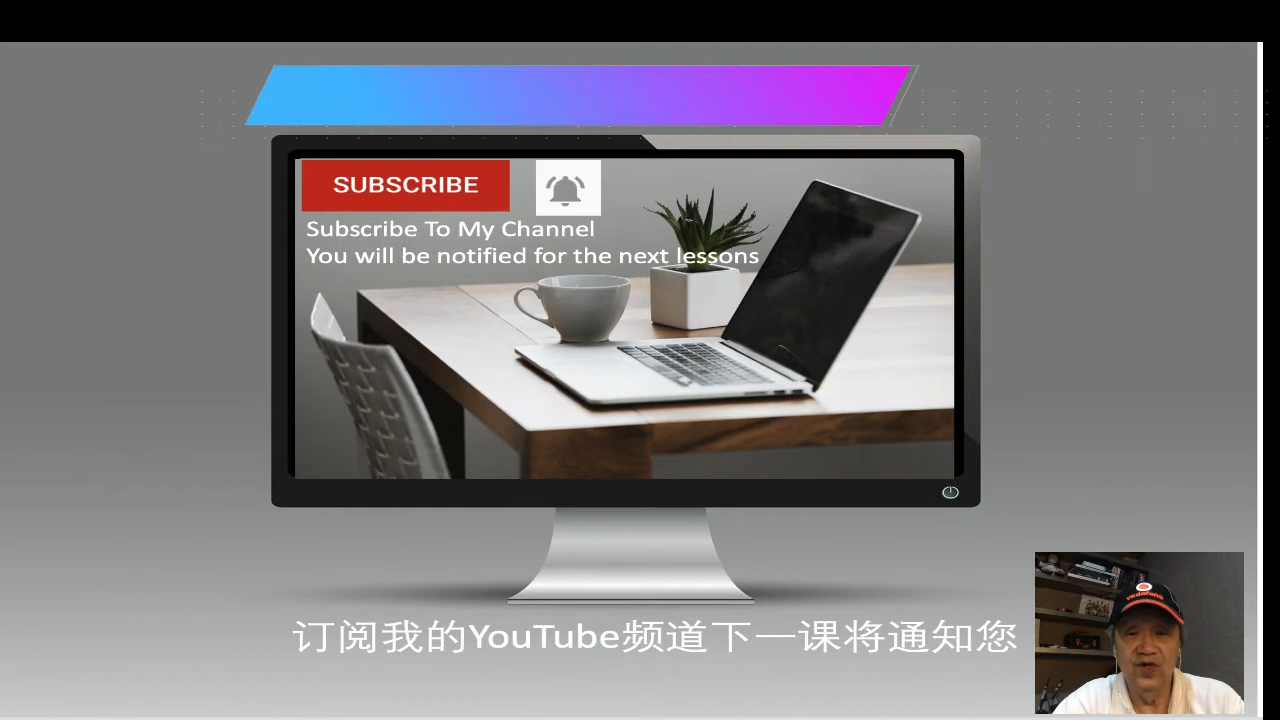 SUBSCRIBE
Subscribe To My Channel
You will be notified for the next lessons
订阅我的YouTube频道下一课将通知您
vodafone